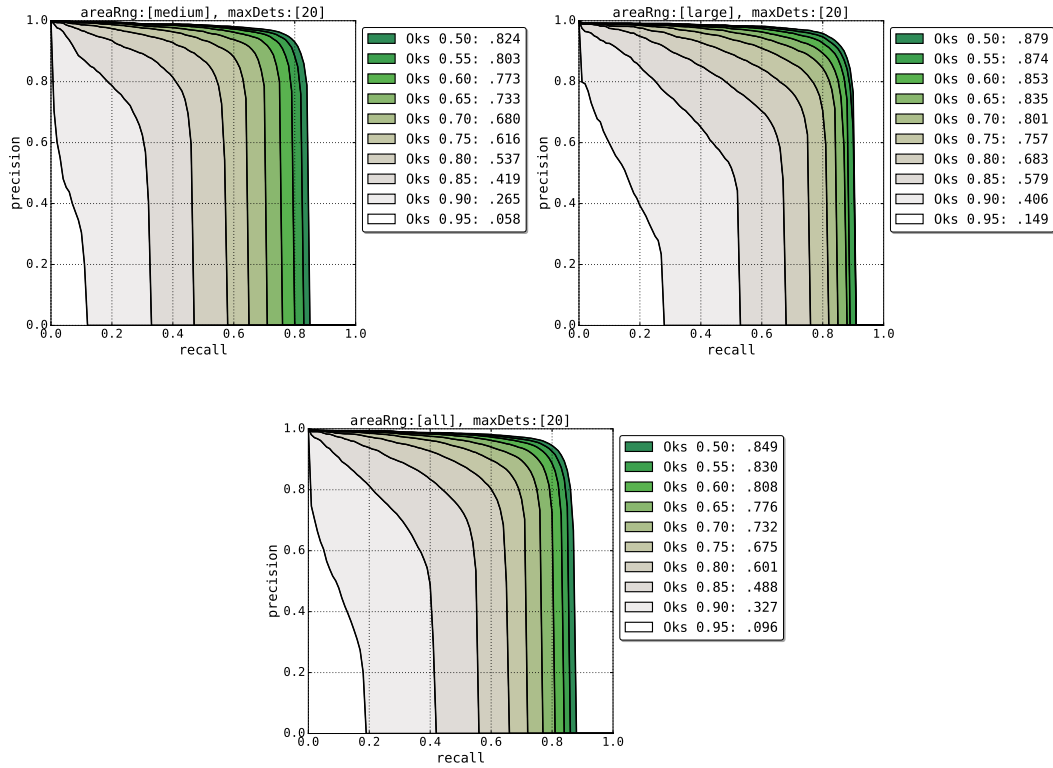 areaRng:[medium], maxDets:[20]
1.0
0.8
0.6
0.4
0.2
0.0
precision
0.0 0.2 0.4 0.6 0.8 1.0
recall
Oks 0.50: .824
Oks 0.55: .803
Oks 0.60: .773
Oks 0.65: .733
Oks 0.70: .680
Oks 0.75: .616
Oks 0.80: .537
Oks 0.85: .419
Oks 0.90: .265
Oks 0.95: .058
areaRng:[large], maxDets:[20]
1.0
0.8
0.6
0.4
0.2
0.0
precision
0.0 0.2 0.4 0.6 0.8 1.0
recall
Oks 0.50: .879
Oks 0.55: .874
Oks 0.60: .853
Oks 0.65: .835
Oks 0.70: .801
Oks 0.75: .757
Oks 0.80: .683
Oks 0.85: .579
Oks 0.90: .406
Oks 0.95: .149
areaRng:[all], maxDets:[20]
1.0
0.8
0.6
0.4
0.2
0.0
precision
0.0 0.2 0.4 0.6 0.8 1.0
recall
Oks 0.50: .849
Oks 0.55: .830
Oks 0.60: .808
Oks 0.65: .776
Oks 0.70: .732
Oks 0.75: .675
Oks 0.80: .601
Oks 0.85: .488
Oks 0.90: .327
Oks 0.95: .096